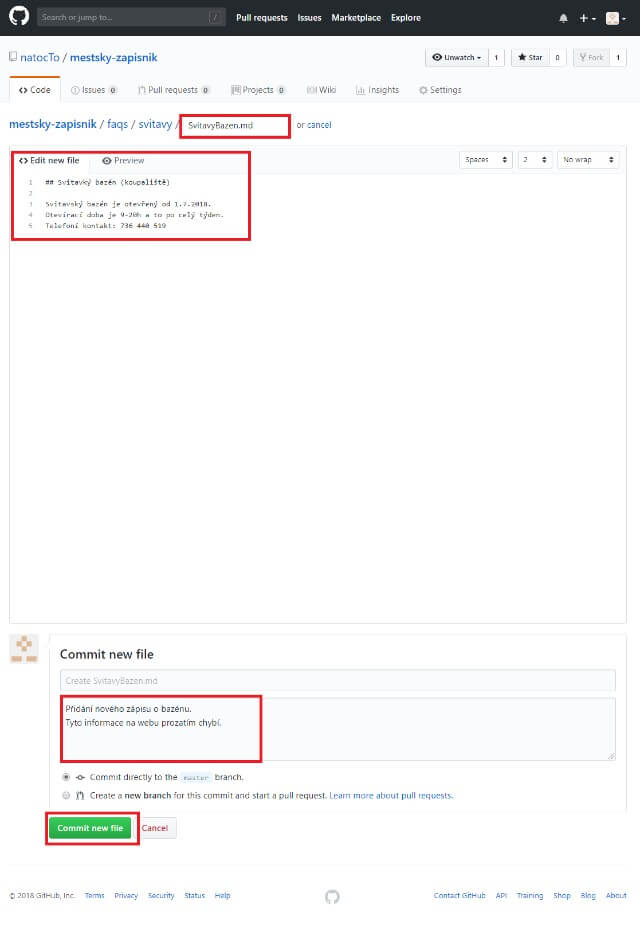 Search or jump to... /
Pull requests Issues Marketplace Explore
natocTo / mestsky-zapisnik
Unwatch 1 Star 0 Fork 1
Code Issues 0 Pull requests 0 Projects 0 Wiki Insights Settings
mestsky-zapisnik / faqs / svitavy / SvitavyBazen.md or cancel
Edit new file Preview Spaces 2 No wrap
1 ## Svitavký bazén (koupaliště)
2
3 Svitavský bazén je otevřený od 1.7.2018.
4 Otevírací doba je 9-20h a to po celý týden.
5 Telefoní kontakt: 736 440 519
Commit new file
Create SvitavyBazen.md
Přidání nového zápisu o bazénu.
Tyto informace na webu prozatím chybí.
Commit directly to the master branch.
Create a new branch for this commit and start a pull request. Learn more about pull requests.
Commit new file Cancel
© 2018 GitHub, Inc. Terms Privacy Security Status Help
Contact GitHub API Training Shop Blog About